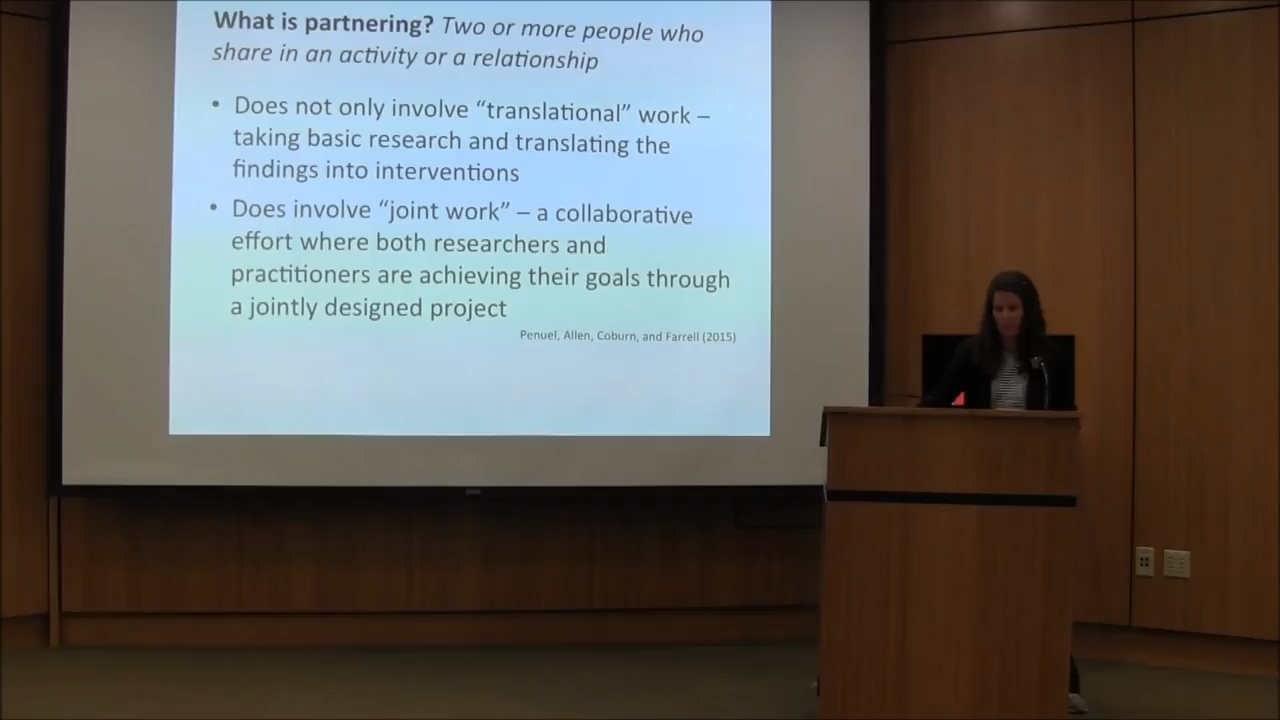 What is partnering? Two or more people who
share in an activity or a relationship
• Does not only involve “translational” work –
taking basic research and translating the
findings into interventions
• Does involve “joint work” – a collaborative
effort where both researchers and
practitioners are achieving their goals through
a jointly designed project
Penuel, Allen, Coburn, and Farrell (2015)